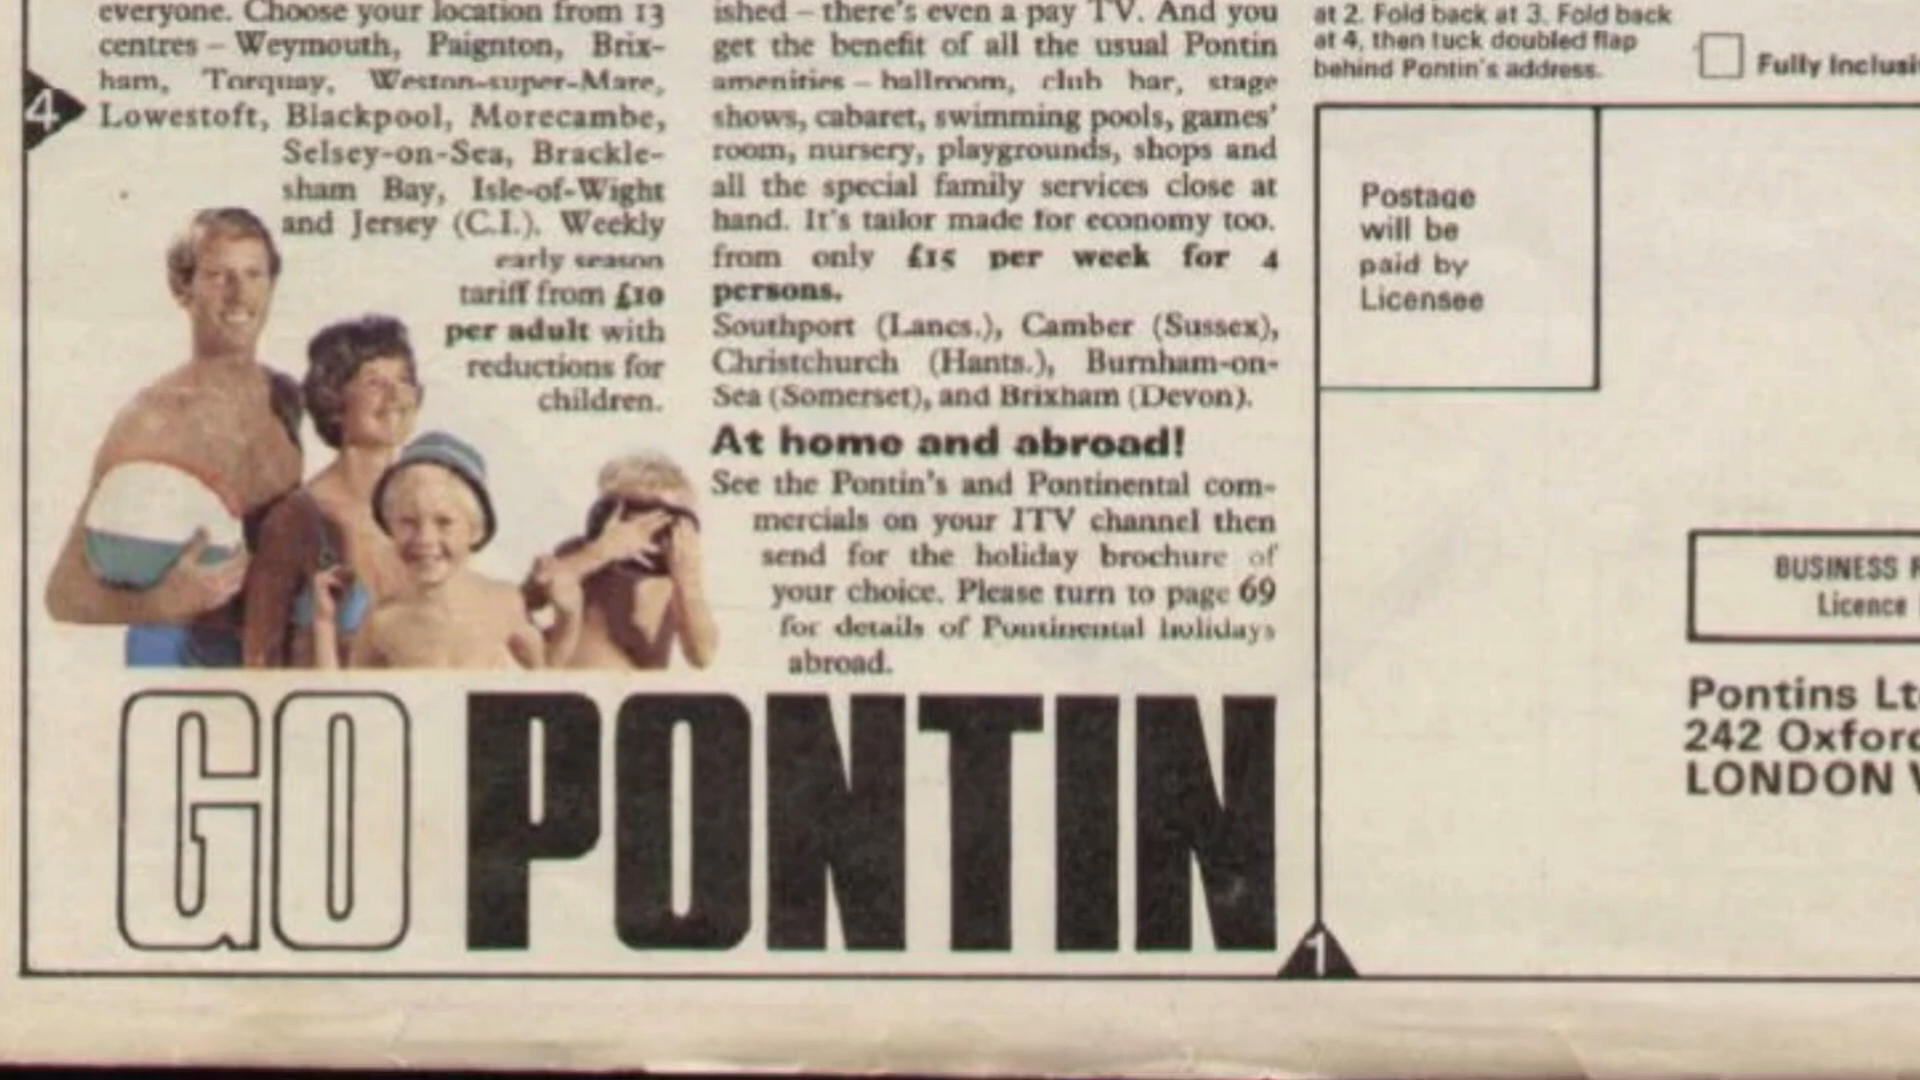 everyone. Choose your location from 13
centres – Weymouth, Paignton, Brix-
ham, Torquay, Weston-super-Mare,
Lowestoft, Blackpool, Morecambe,
Selsey-on-Sea, Brackle-
sham Bay, Isle-of-Wight
and Jersey (C.I.). Weekly
early season
tariff from £10
per adult with
reductions for
children.
4
ished – there's even a pay TV. And you
get the benefit of all the usual Pontin
amenities – ballroom, club bar, stage
shows, cabaret, swimming pools, games'
room, nursery, playgrounds, shops and
all the special family services close at
hand. It's tailor made for economy too.
from only £15 per week for 4
persons.
Southport (Lancs.), Camber (Sussex),
Christchurch (Hants.), Burnham-on-
Sea (Somerset), and Brixham (Devon).
At home and abroad!
See the Pontin's and Pontinental com-
mercials on your ITV channel then
send for the holiday brochure of
your choice. Please turn to page 69
for details of Pontinental holidays
abroad.
GO PONTIN
1
at 2. Fold back at 3. Fold back
at 4, then tuck doubled flap
behind Pontin's address.
Fully Inclusi
Postage
will be
paid by
Licensee
BUSINESS
Licence
Pontins Lt
242 Oxford
LONDON